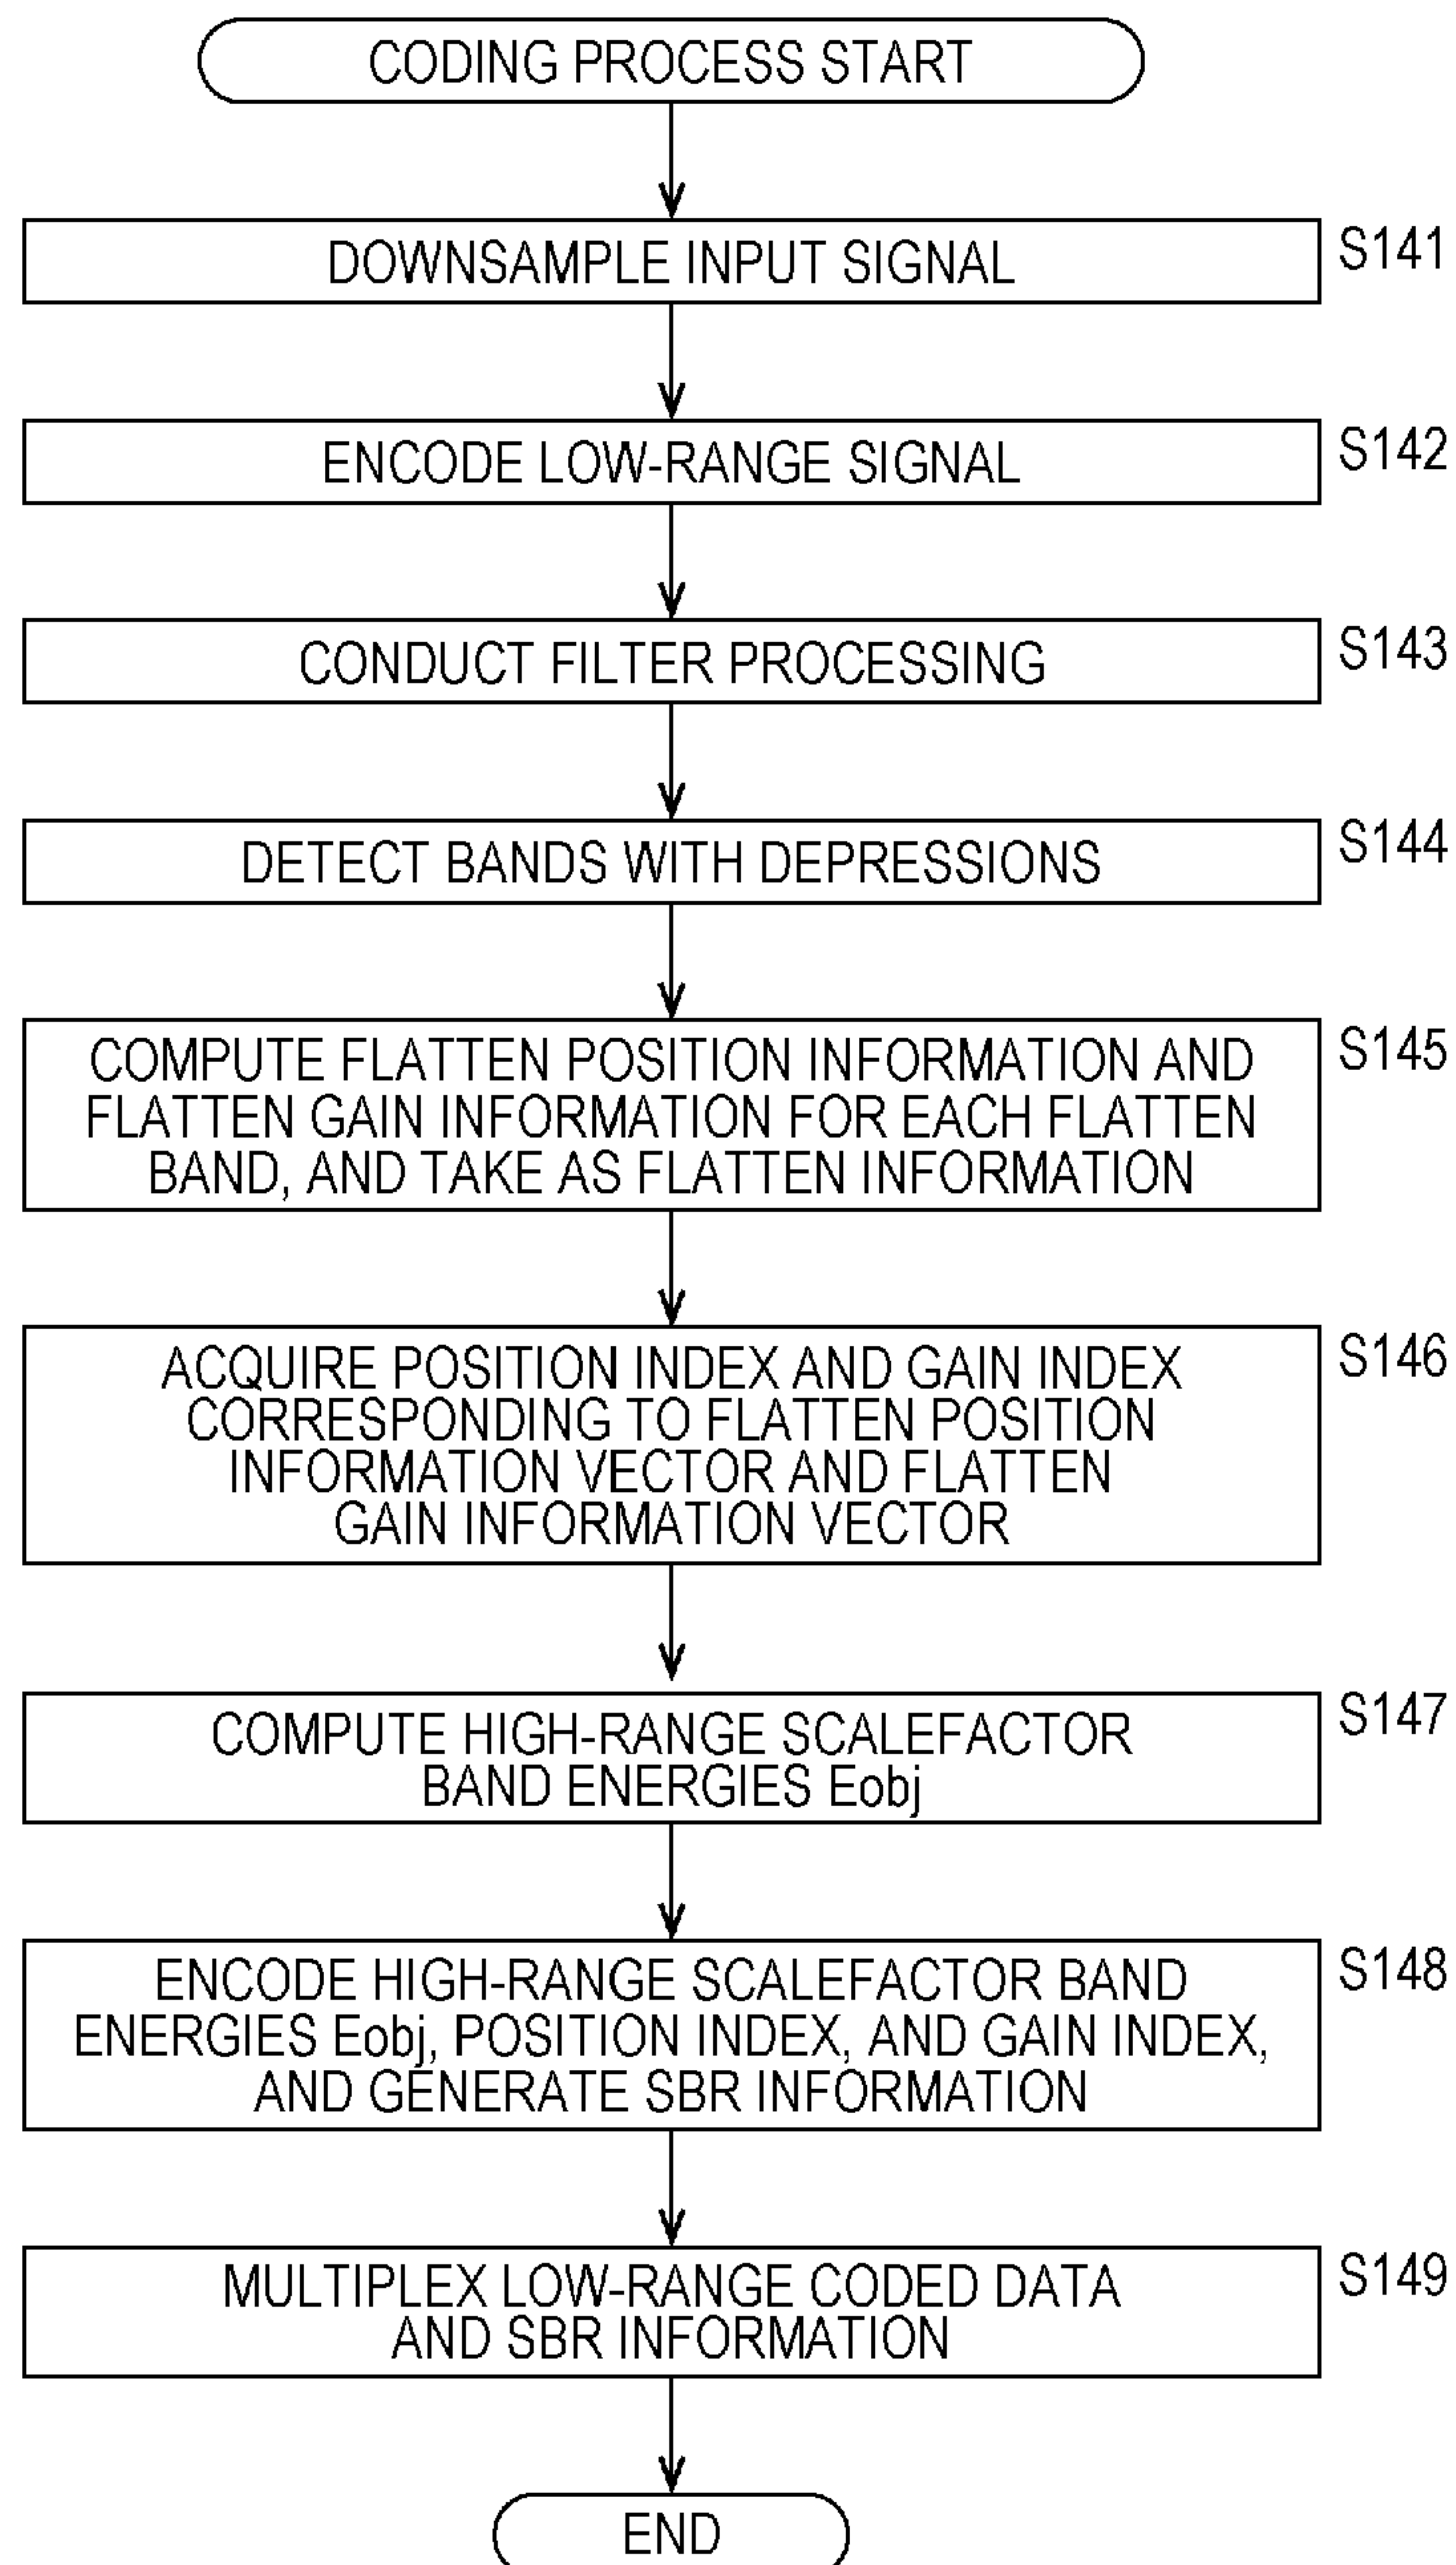 CODING PROCESS START
DOWNSAMPLE INPUT SIGNAL
S141
ENCODE LOW-RANGE SIGNAL
S142
CONDUCT FILTER PROCESSING
S143
DETECT BANDS WITH DEPRESSIONS
S144
COMPUTE FLATTEN POSITION INFORMATION AND
FLATTEN GAIN INFORMATION FOR EACH FLATTEN
BAND, AND TAKE AS FLATTEN INFORMATION
S145
ACQUIRE POSITION INDEX AND GAIN INDEX
CORRESPONDING TO FLATTEN POSITION
INFORMATION VECTOR AND FLATTEN
GAIN INFORMATION VECTOR
S146
COMPUTE HIGH-RANGE SCALEFACTOR
BAND ENERGIES Eobj
S147
ENCODE HIGH-RANGE SCALEFACTOR BAND
ENERGIES Eobj, POSITION INDEX, AND GAIN INDEX,
AND GENERATE SBR INFORMATION
S148
MULTIPLEX LOW-RANGE CODED DATA
AND SBR INFORMATION
S149
END